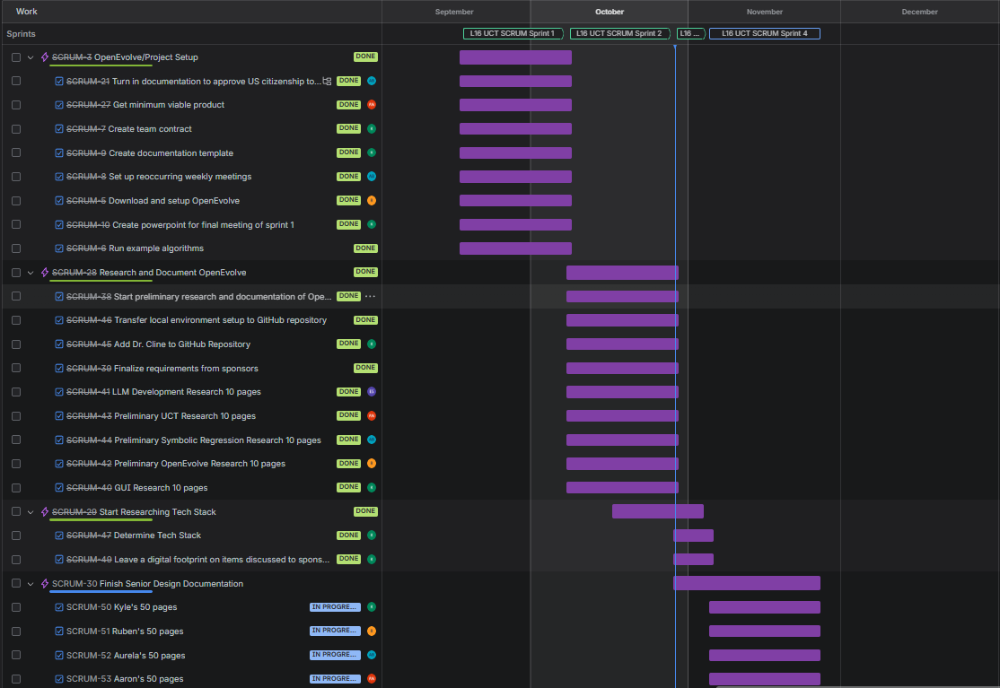 Work September October November December
Sprints L16 UCT SCRUM Sprint 1 L16 UCT SCRUM Sprint 2 L16 ... L16 UCT SCRUM Sprint 4
SCRUM-3 OpenEvolve/Project Setup DONE
SCRUM-21 Turn in documentation to approve US citizenship to... DONE
SCRUM-27 Get minimum viable product DONE AN
SCRUM-7 Create team contract DONE
SCRUM-9 Create documentation template DONE
SCRUM-8 Set up reoccurring weekly meetings DONE
SCRUM-5 Download and setup OpenEvolve DONE
SCRUM-10 Create powerpoint for final meeting of sprint 1 DONE
SCRUM-6 Run example algorithms DONE
SCRUM-28 Research and Document OpenEvolve DONE
SCRUM-38 Start preliminary research and documentation of Ope... DONE ...
SCRUM-46 Transfer local environment setup to GitHub repository DONE
SCRUM-45 Add Dr. Cline to GitHub Repository DONE
SCRUM-39 Finalize requirements from sponsors DONE
SCRUM-41 LLM Development Research 10 pages DONE
SCRUM-43 Preliminary UCT Research 10 pages DONE AN
SCRUM-44 Preliminary Symbolic Regression Research 10 pages DONE
SCRUM-42 Preliminary OpenEvolve Research 10 pages DONE
SCRUM-40 GUI Research 10 pages DONE
SCRUM-29 Start Researching Tech Stack DONE
SCRUM-47 Determine Tech Stack DONE
SCRUM-49 Leave a digital footprint on items discussed to spons... DONE
SCRUM-30 Finish Senior Design Documentation
SCRUM-50 Kyle's 50 pages IN PROGRE...
SCRUM-51 Ruben's 50 pages IN PROGRE...
SCRUM-52 Aurela's 50 pages IN PROGRE...
SCRUM-53 Aaron's 50 pages IN PROGRE... AN